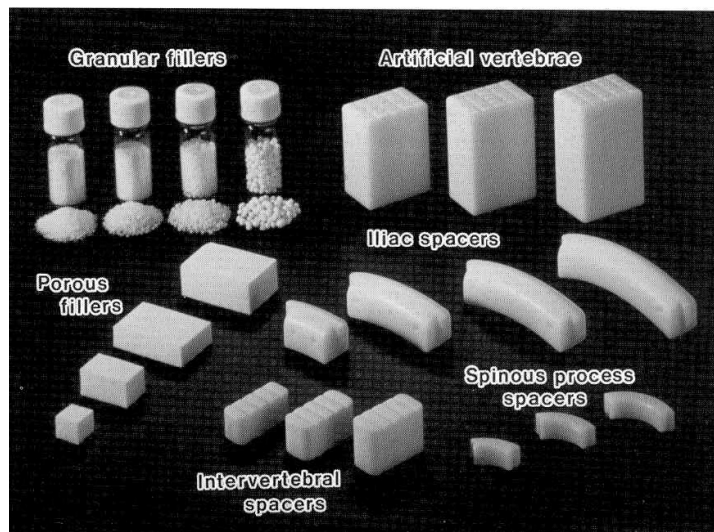 Granular fillers
Artificial vertebrae
Iliac spacers
Porous
fillers
Spinous process
spacers
Intervertebral
spacers